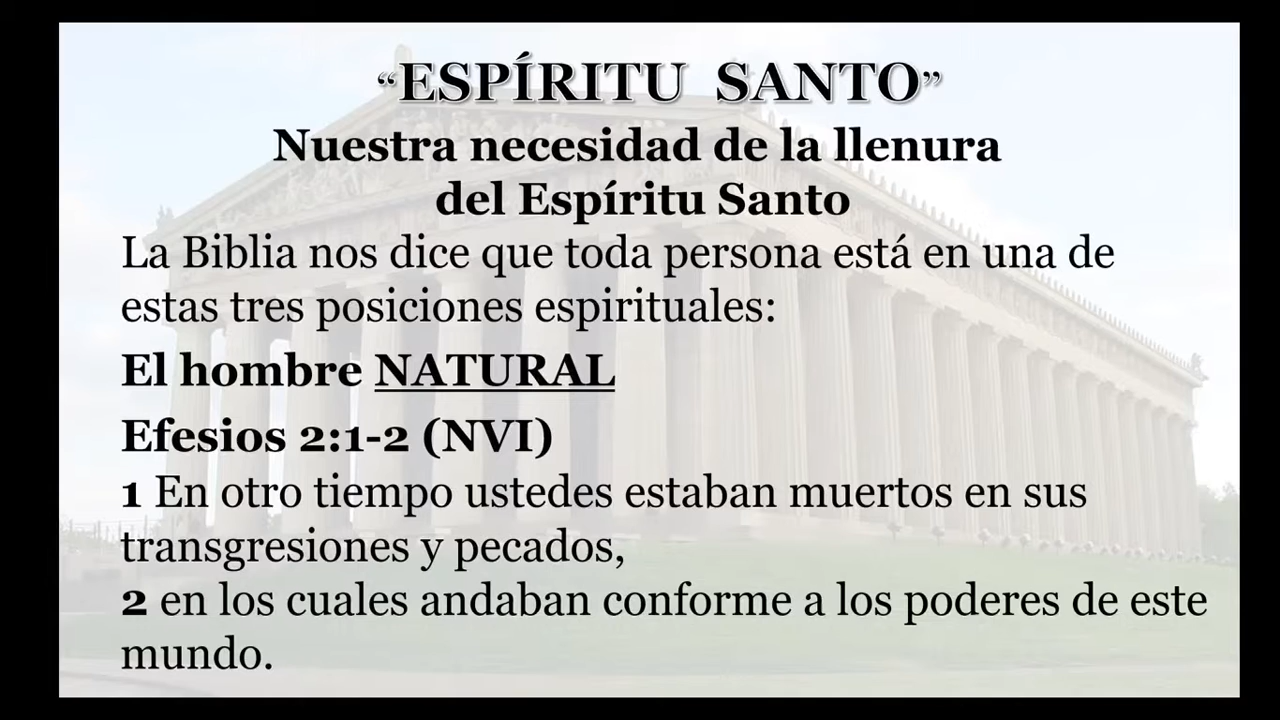 “ESPÍRITU SANTO”
Nuestra necesidad de la llenura
del Espíritu Santo
La Biblia nos dice que toda persona está en una de
estas tres posiciones espirituales:
El hombre NATURAL
Efesios 2:1-2 (NVI)
1 En otro tiempo ustedes estaban muertos en sus
transgresiones y pecados,
2 en los cuales andaban conforme a los poderes de este
mundo.